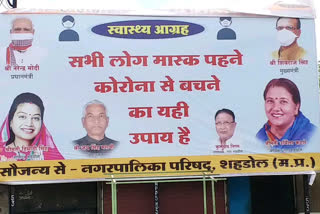 स्वास्थ्य आग्रह
श्री नरेन्द्र मोदी
प्रधानमंत्री
श्री शिवराज सिंह
मुख्यमंत्री
सभी लोग मास्क पहने
कोरोना से बचने
का यही
उपाय है
सौजन्य से - नगरपालिका परिषद्, शहडोल (म.प्र.)